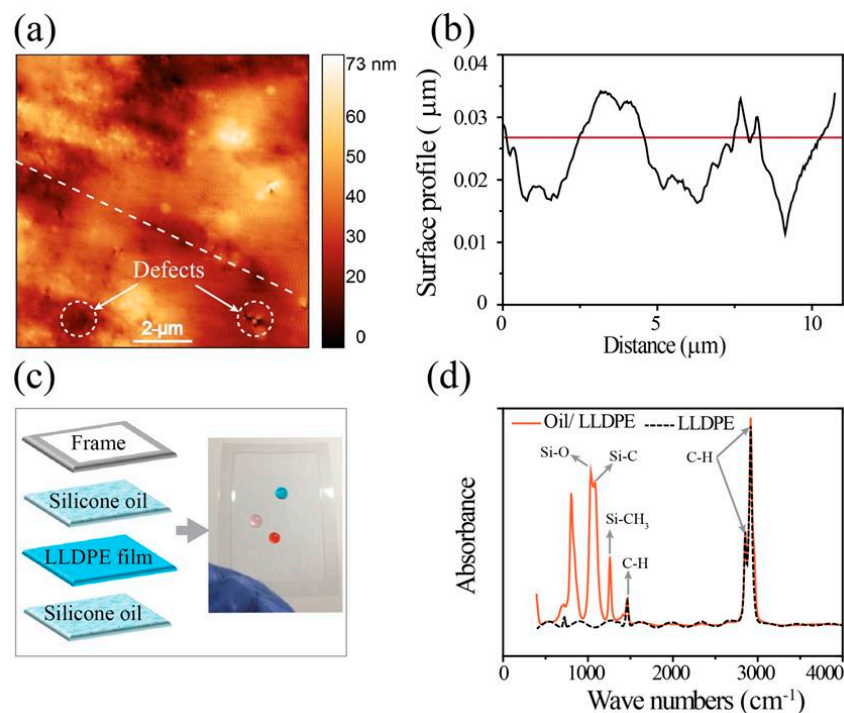 (a)
73 nm
60
50
40
30
20
10
0
Defects
2-μm
(b)
Surface profile ( μm)
0.04
0.03
0.02
0.01
0
0
5
10
Distance (μm)
(c)
Frame
Silicone oil
LLDPE film
Silicone oil
(d)
Absorbance
Oil/ LLDPE
LLDPE
Si-O
Si-C
C-H
Si-CH₃
C-H
0
1000
2000
3000
4000
Wave numbers (cm⁻¹)